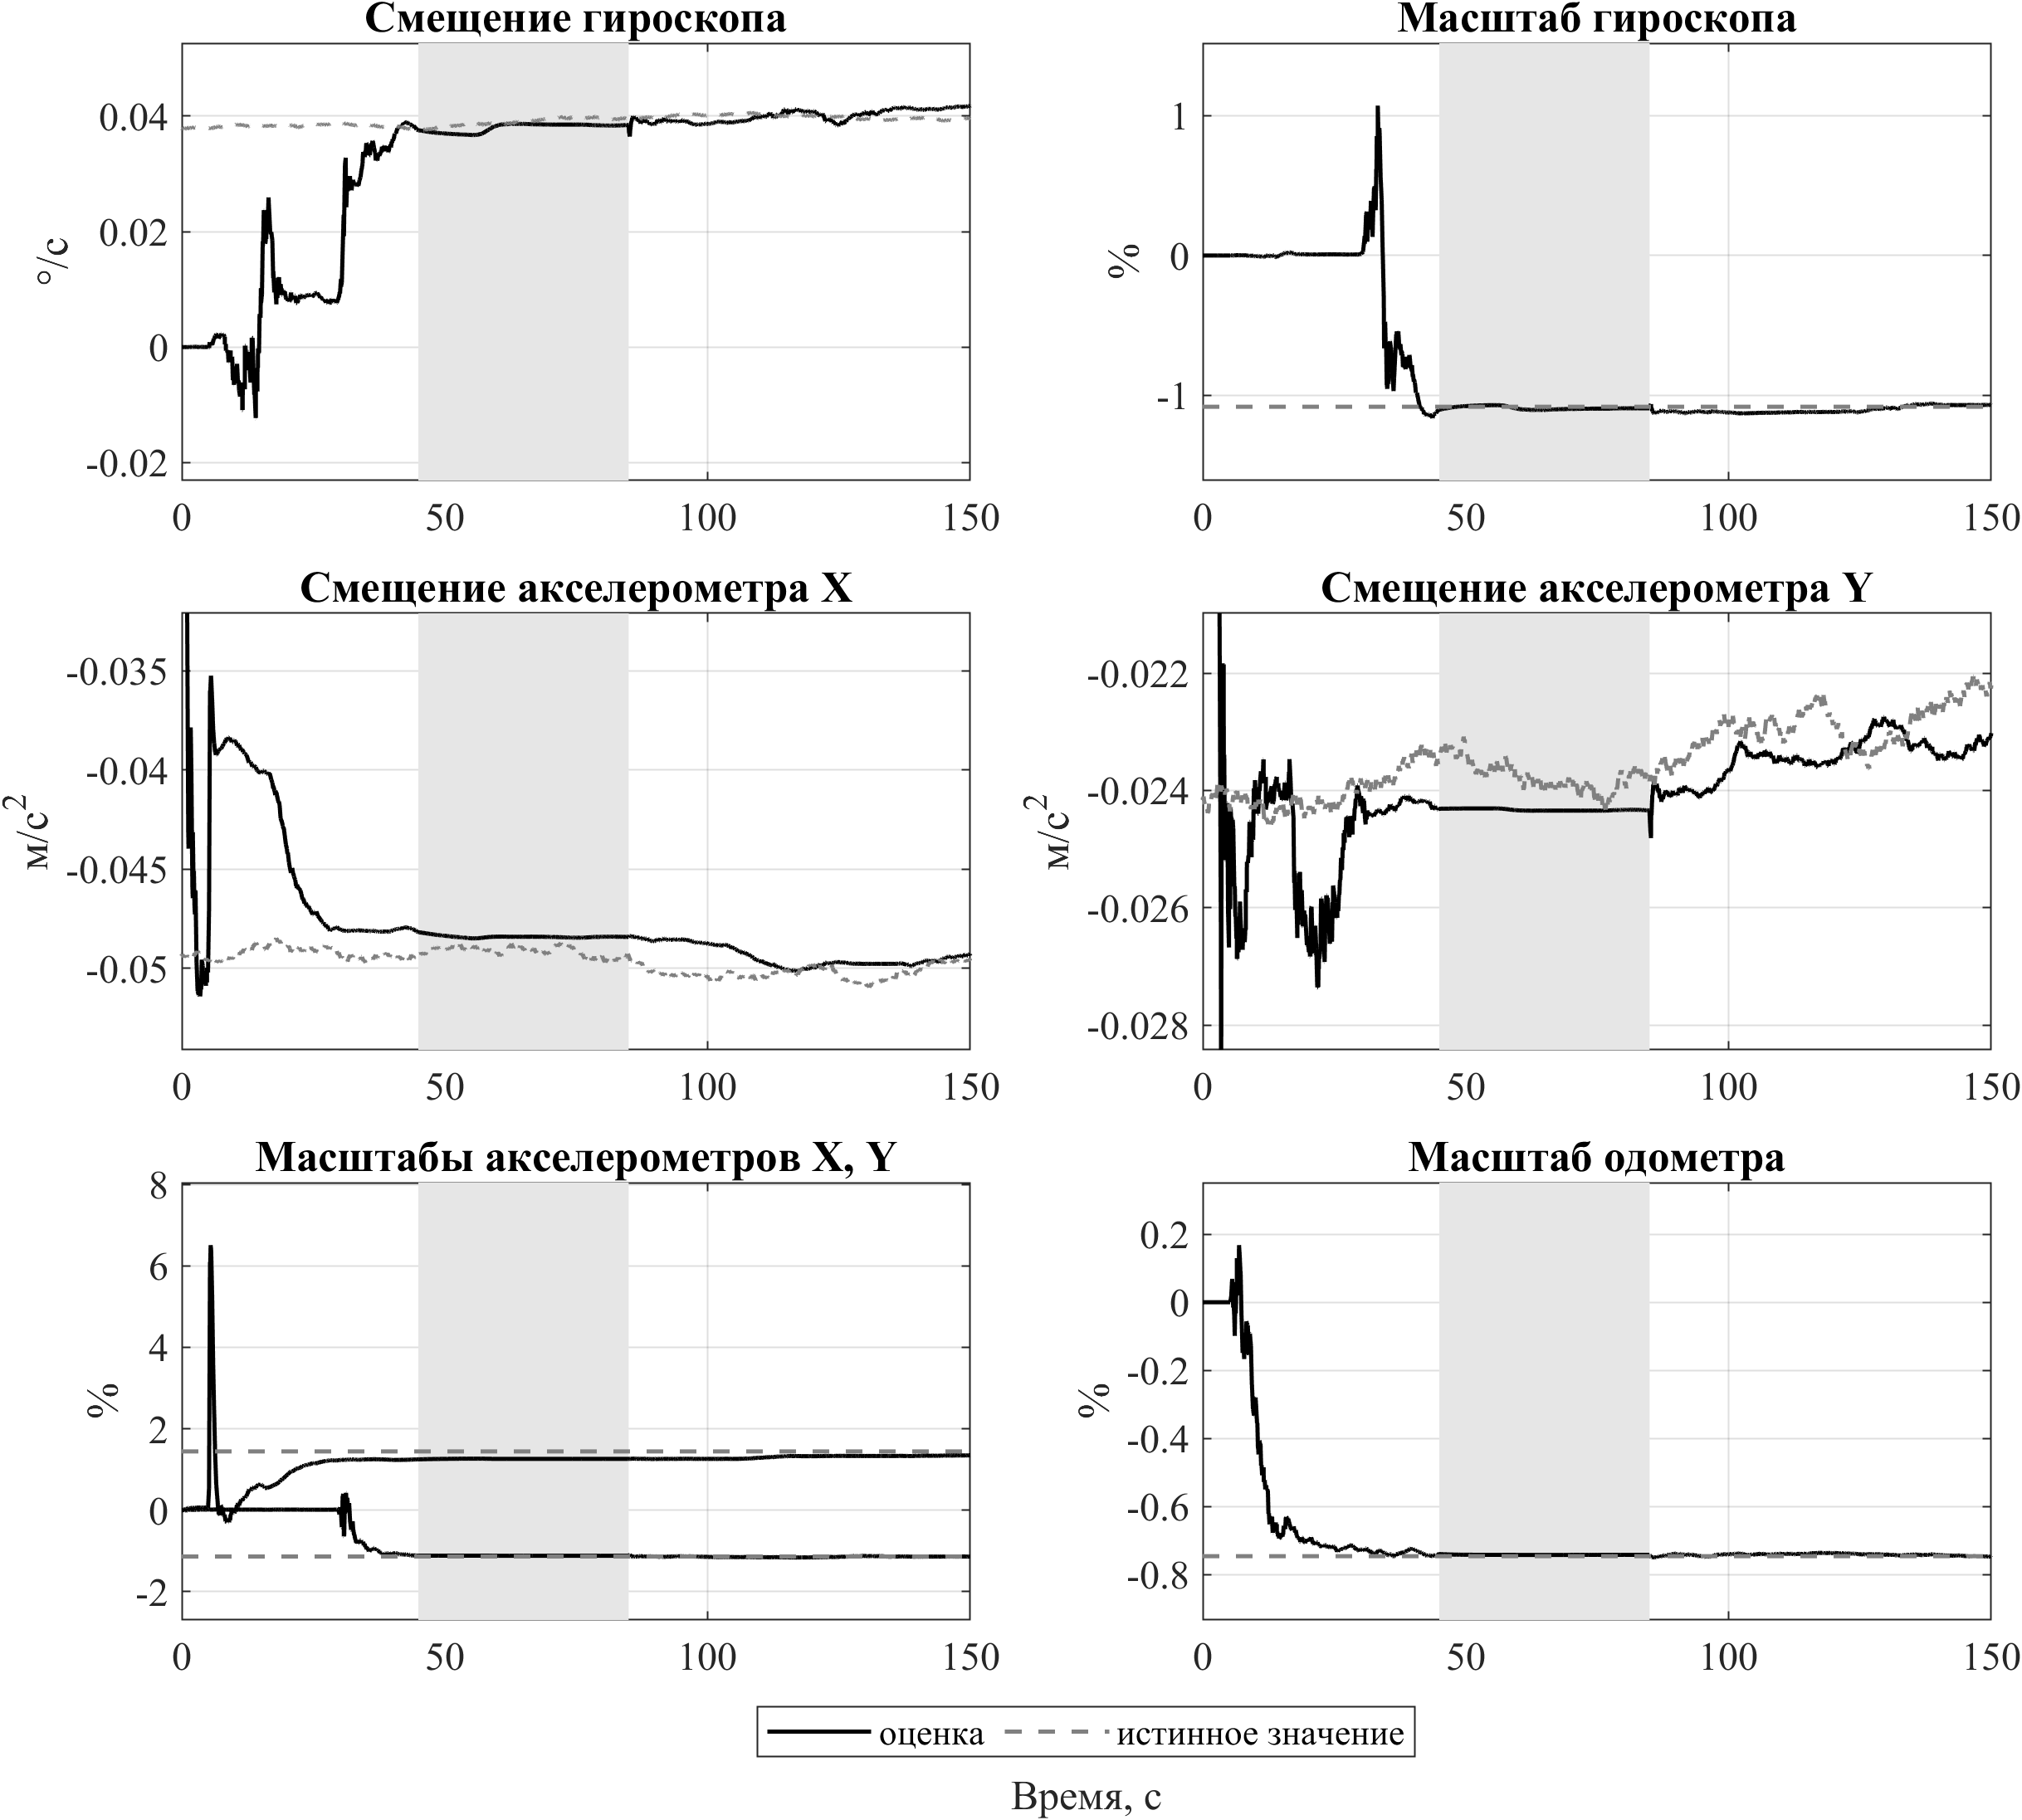 Смещение гироскопа
0.04
0.02
0
-0.02
°/с
0 50 100 150
Масштаб гироскопа
1
0
-1
%
0 50 100 150
Смещение акселерометра X
-0.035
-0.04
-0.045
-0.05
м/с²
0 50 100 150
Смещение акселерометра Y
-0.022
-0.024
-0.026
-0.028
м/с²
0 50 100 150
Масштабы акселерометров X, Y
8
6
4
2
0
-2
%
0 50 100 150
Масштаб одометра
0.2
0
-0.2
-0.4
-0.6
-0.8
%
0 50 100 150
оценка истинное значение
Время, с